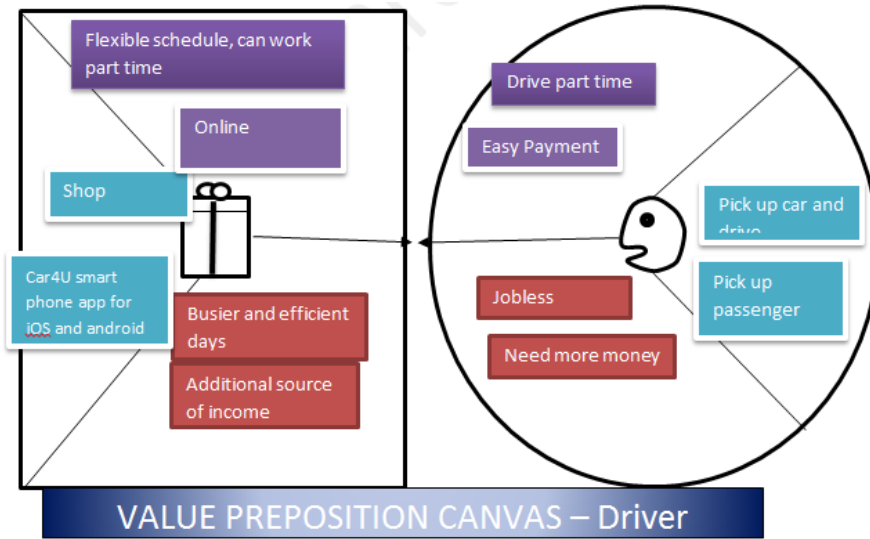 Flexible schedule, can work
part time
Online
Shop
Car4U smart
phone app for
iOS and android
Busier and efficient
days
Additional source
of income
Drive part time
Easy Payment
Pick up car and
drive
Pick up
passenger
Jobless
Need more money
VALUE PREPOSITION CANVAS – Driver